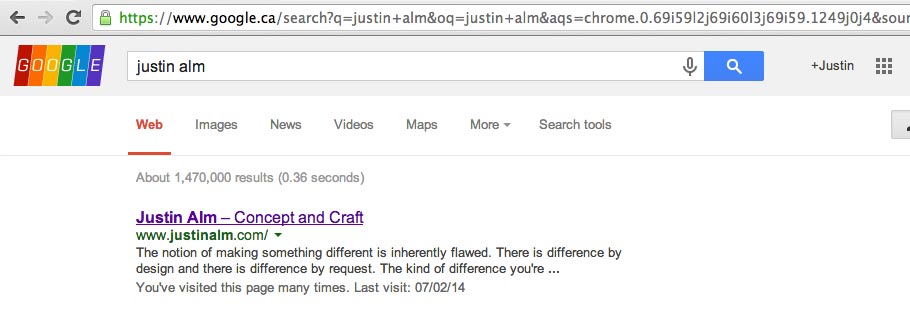 https://www.google.ca/search?q=justin+alm&oq=justin+alm&aqs=chrome.0.69i59l2j69i60l3j69i59.1249j0j4&sour
GOOGLE justin alm +Justin
Web Images News Videos Maps More Search tools
About 1,470,000 results (0.36 seconds)
Justin Alm – Concept and Craft
www.justinalm.com/
The notion of making something different is inherently flawed. There is difference by
design and there is difference by request. The kind of difference you're ...
You've visited this page many times. Last visit: 07/02/14